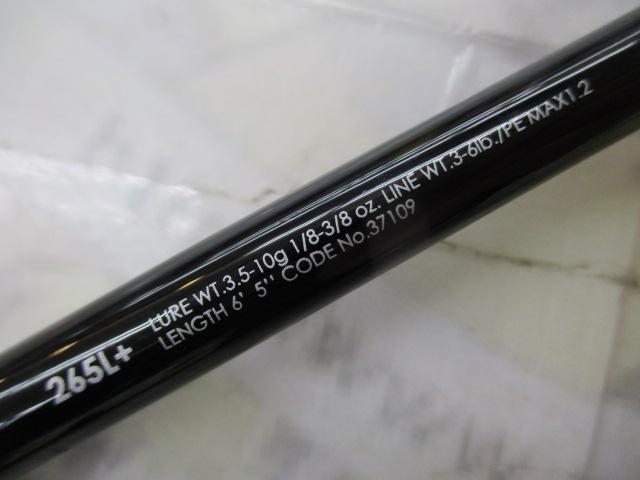 265L+
LURE WT.3.5-10g 1/8-3/8 oz. LINE WT.3-6lb./PE MAX1.2
LENGTH 6' 5'' CODE No.37109